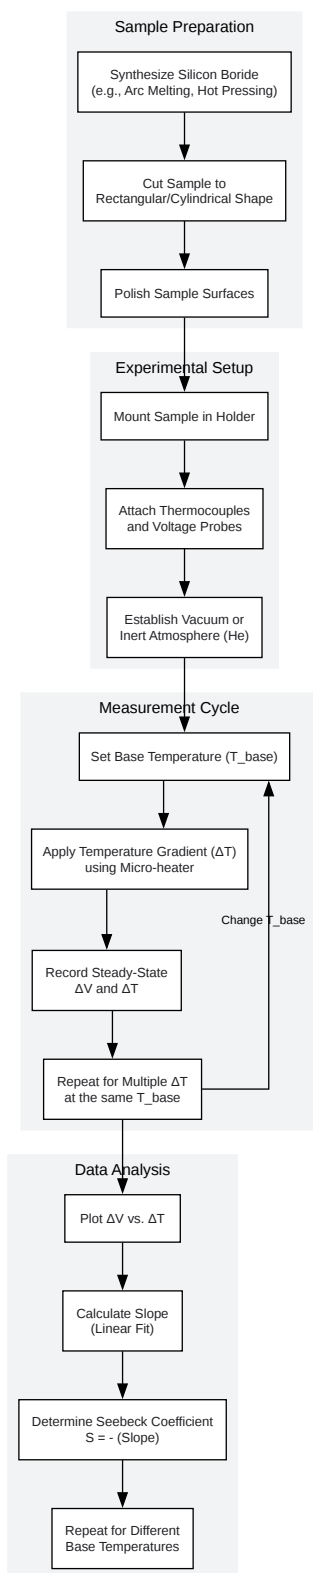 Sample Preparation
Synthesize Silicon Boride
(e.g., Arc Melting, Hot Pressing)
Cut Sample to
Rectangular/Cylindrical Shape
Polish Sample Surfaces
Experimental Setup
Mount Sample in Holder
Attach Thermocouples
and Voltage Probes
Establish Vacuum or
Inert Atmosphere (He)
Measurement Cycle
Set Base Temperature (T_base)
Apply Temperature Gradient (ΔT)
using Micro-heater
Change T_base
Record Steady-State
ΔV and ΔT
Repeat for Multiple ΔT
at the same T_base
Data Analysis
Plot ΔV vs. ΔT
Calculate Slope
(Linear Fit)
Determine Seebeck Coefficient
S = - (Slope)
Repeat for Different
Base Temperatures